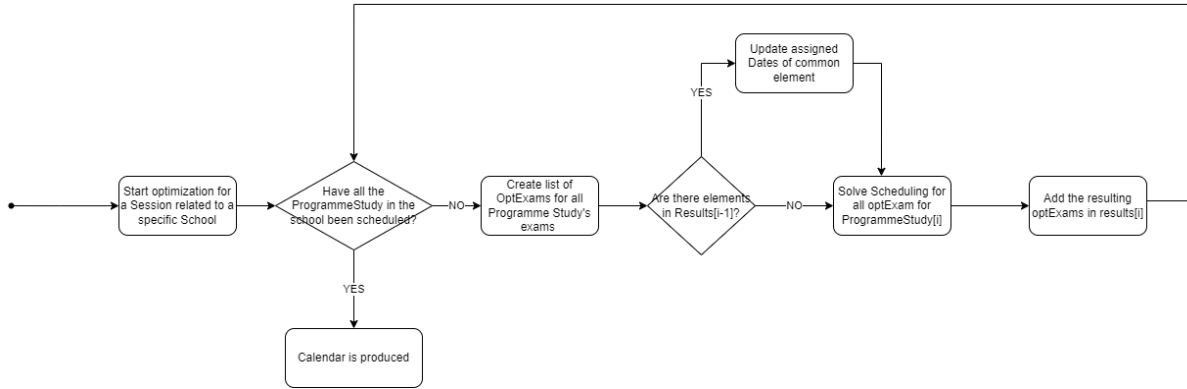 Start optimization for
a Session related to a
specific School
Have all the
ProgrammeStudy in the
school been scheduled?
NO
YES
Calendar is produced
Create list of
OptExams for all
Programme Study's
exams
Are there elements
in Results[i-1]?
YES
NO
Update assigned
Dates of common
element
Solve Scheduling for
all optExam for
ProgrammeStudy[i]
Add the resulting
optExams in results[i]